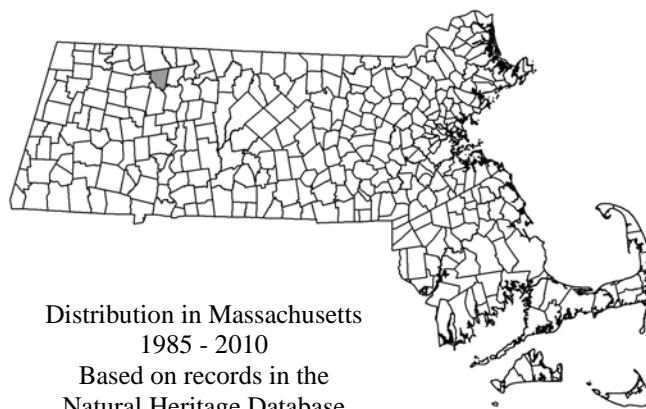 Distribution in Massachusetts
1985 - 2010
Based on records in the
Natural Heritage Database